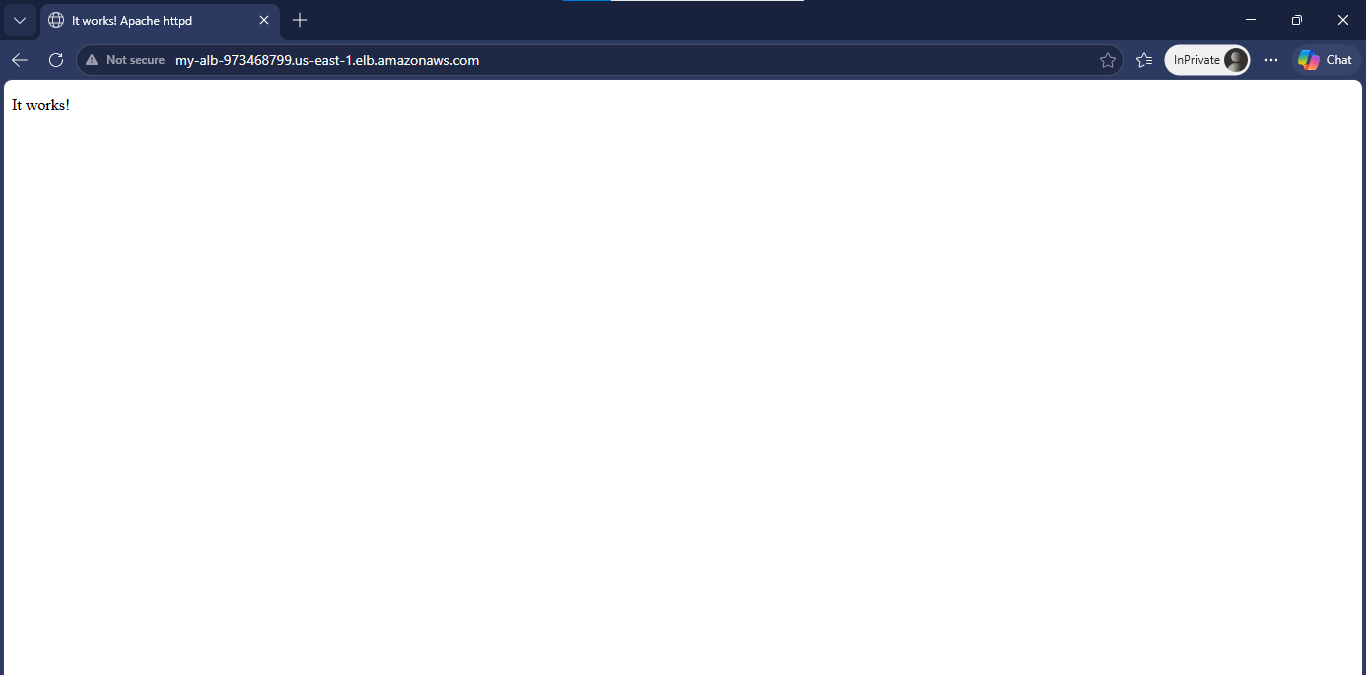 It works! Apache httpd
Not secure my-alb-973468799.us-east-1.elb.amazonaws.com InPrivate Chat
It works!